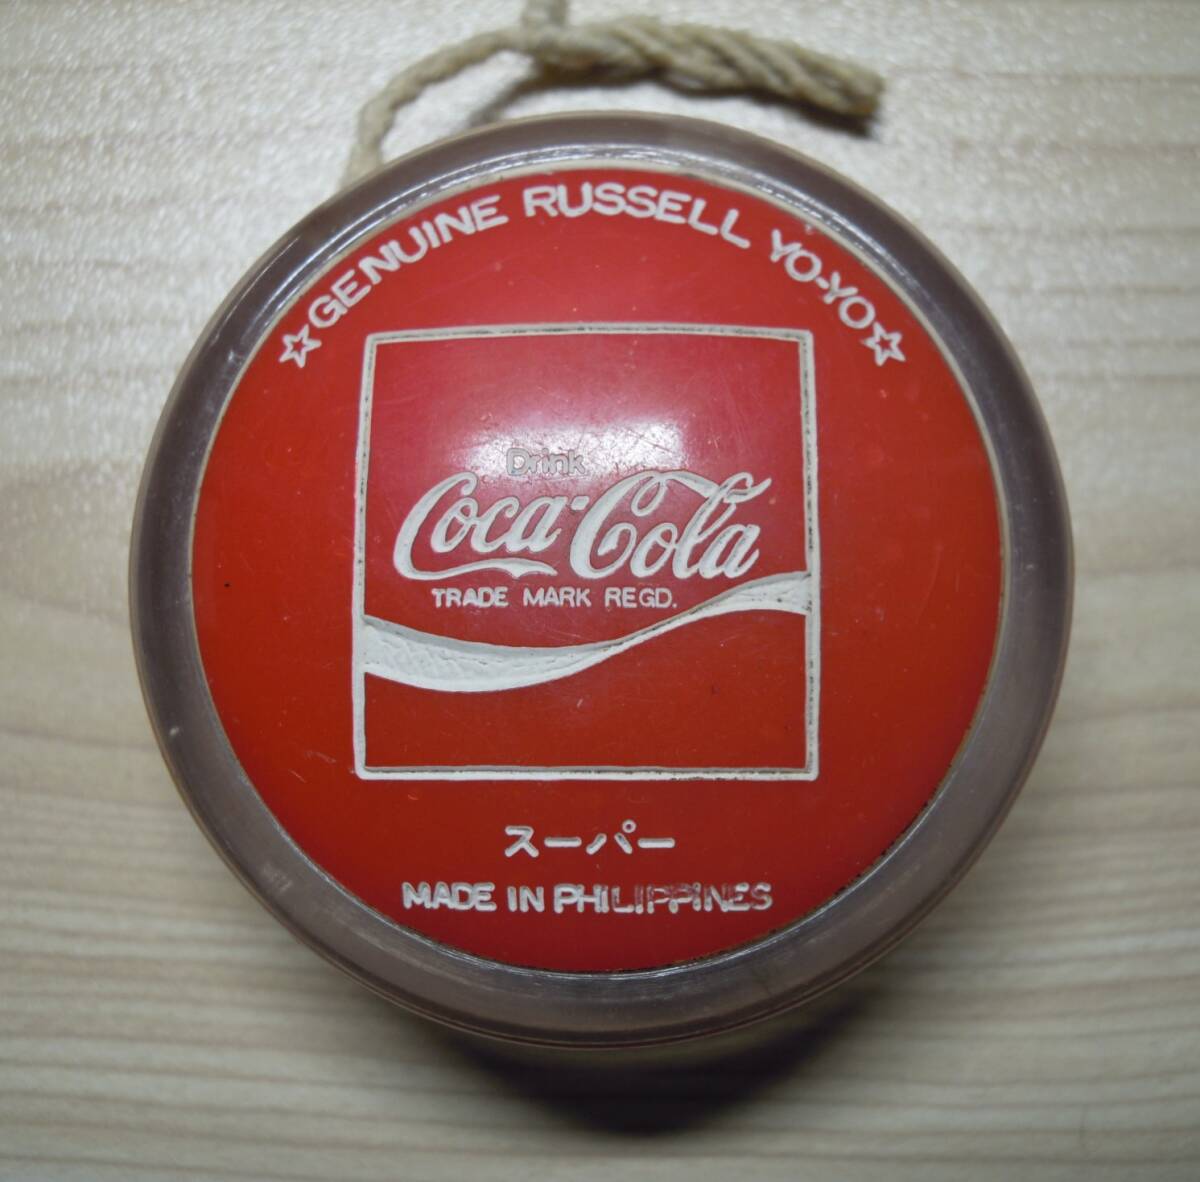 ☆GENUINE RUSSELL YO-YO☆
Drink
Coca-Cola
TRADE MARK REGD.
スーパー
MADE IN PHILIPPINES